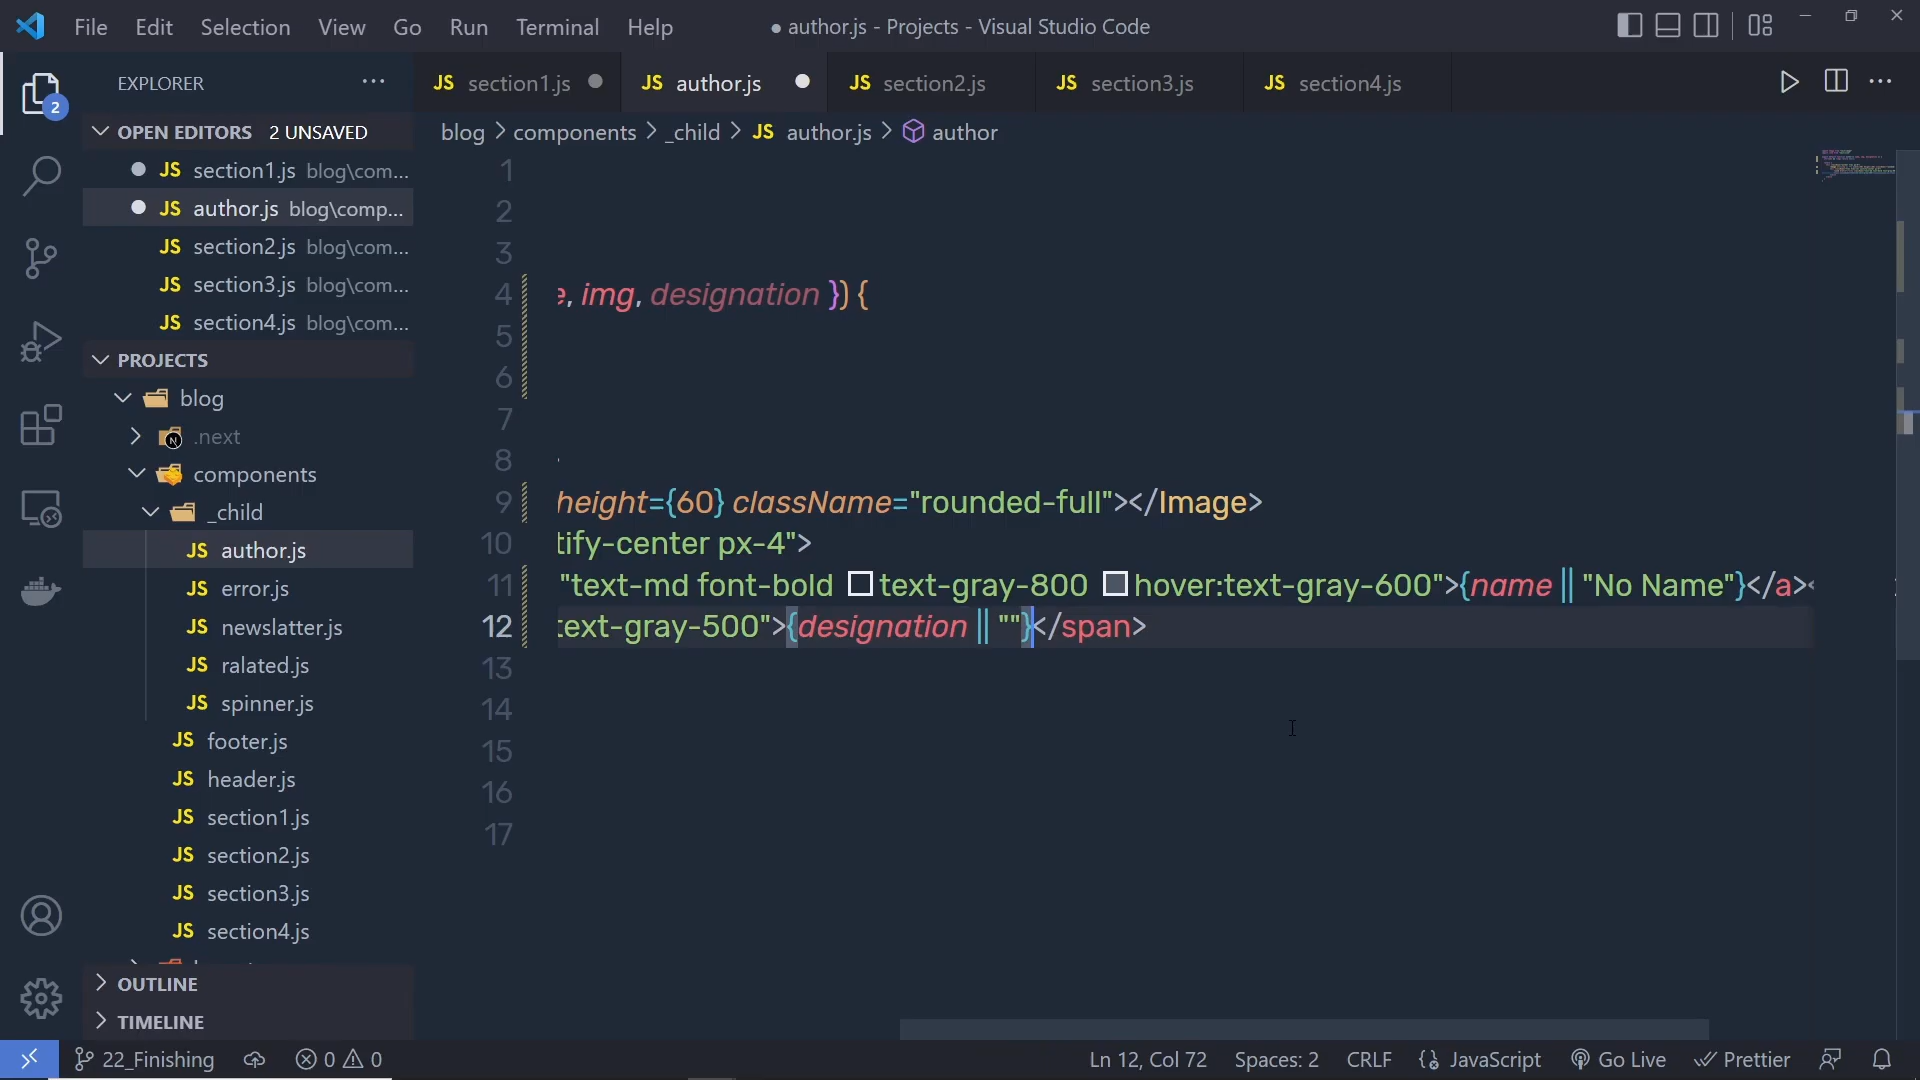 File Edit Selection View Go Run Terminal Help
● author.js - Projects - Visual Studio Code
EXPLORER
2
OPEN EDITORS 2 UNSAVED
JS section1.js blog\com...
JS author.js blog\comp...
JS section2.js blog\com...
JS section3.js blog\com...
JS section4.js blog\com...
PROJECTS
blog
.next
components
_child
JS author.js
JS error.js
JS newslatter.js
JS ralated.js
JS spinner.js
JS footer.js
JS header.js
JS section1.js
JS section2.js
JS section3.js
JS section4.js
OUTLINE
TIMELINE
JS section1.js
JS author.js
JS section2.js
JS section3.js
JS section4.js
blog > components > _child > JS author.js > author
1
2
3
4 , img, designation }) {
5
6
7
8
9 height={60} className="rounded-full"></Image>
10 tify-center px-4">
11 "text-md font-bold text-gray-800 hover:text-gray-600">{name || "No Name"}</a><
12 text-gray-500">{designation || ""}</span>
13
14
15
16
17
22_Finishing 0 0
Ln 12, Col 72 Spaces: 2 CRLF {} JavaScript Go Live Prettier